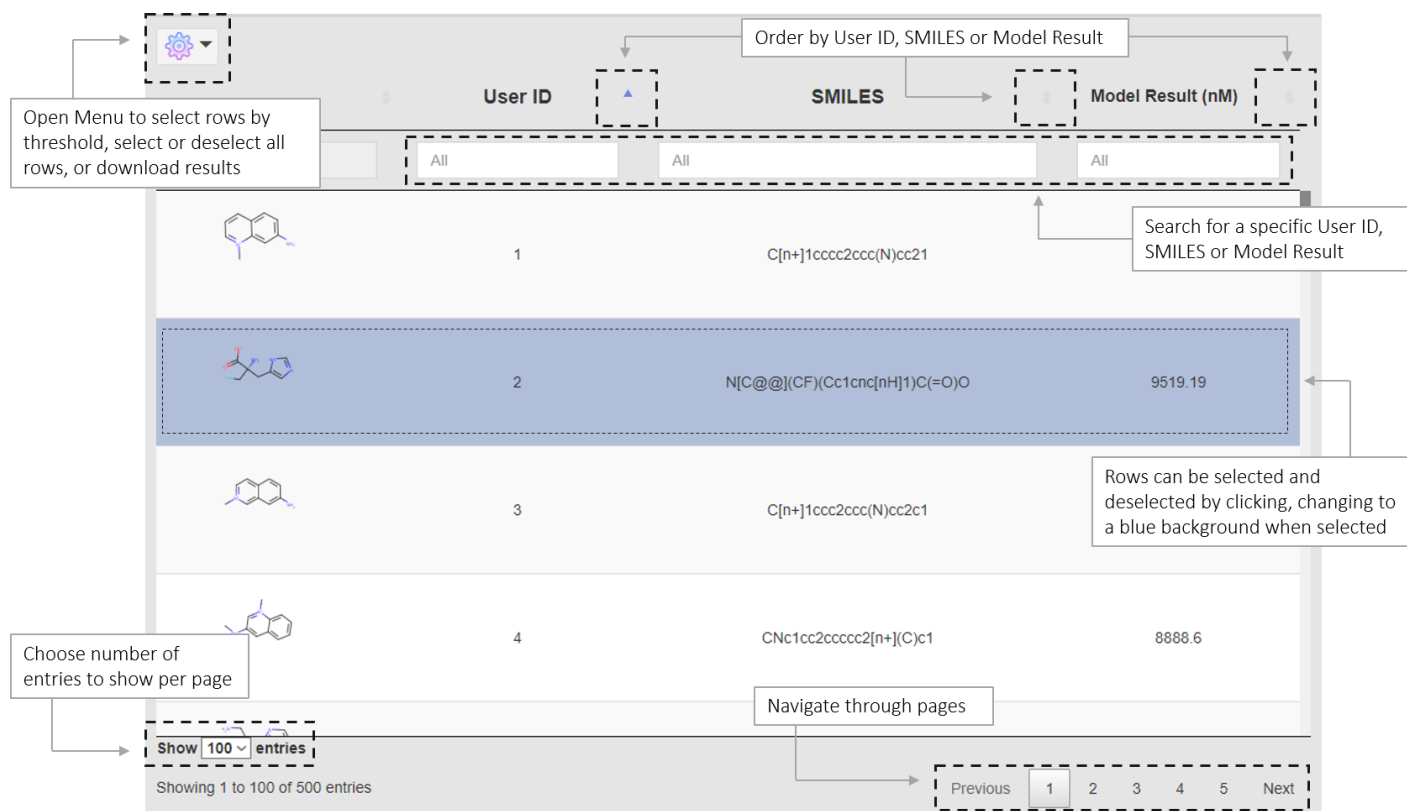 Order by User ID, SMILES or Model Result
User ID
SMILES
Model Result (nM)
Open Menu to select rows by
threshold, select or deselect all
rows, or download results
All
All
All
Search for a specific User ID,
SMILES or Model Result
1
C[n+]1cccc2ccc(N)cc21
2
N[C@@](CF)(Cc1cnc[nH]1)C(=O)O
9519.19
Rows can be selected and
deselected by clicking, changing to
a blue background when selected
3
C[n+]1ccc2ccc(N)cc2c1
4
CNc1cc2ccccc2[n+](C)c1
8888.6
Choose number of
entries to show per page
Navigate through pages
Show 100 entries
Showing 1 to 100 of 500 entries
Previous 1 2 3 4 5 Next